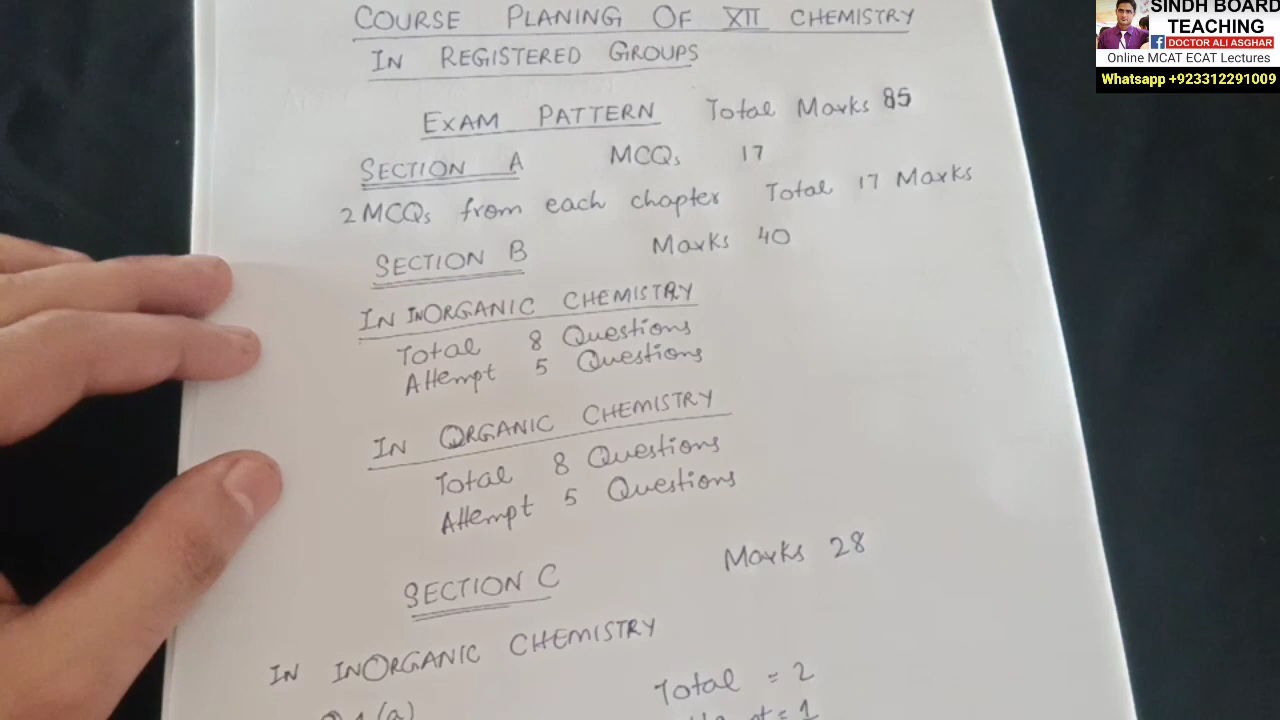 SINDH BOARD
TEACHING
f DOCTOR ALI ASGHAR
Online MCAT ECAT Lectures
Whatsapp +923312291009
COURSE PLANING OF XII CHEMISTRY
IN REGISTERED GROUPS
EXAM PATTERN Total Marks 85
SECTION A MCQs 17
2 MCQs from each chapter Total 17 Marks
SECTION B Marks 40
IN INORGANIC CHEMISTRY
Total 8 Questions
Attempt 5 Questions
IN ORGANIC CHEMISTRY
Total 8 Questions
Attempt 5 Questions
SECTION C Marks 28
IN INORGANIC CHEMISTRY
Total = 2
(a) = 1